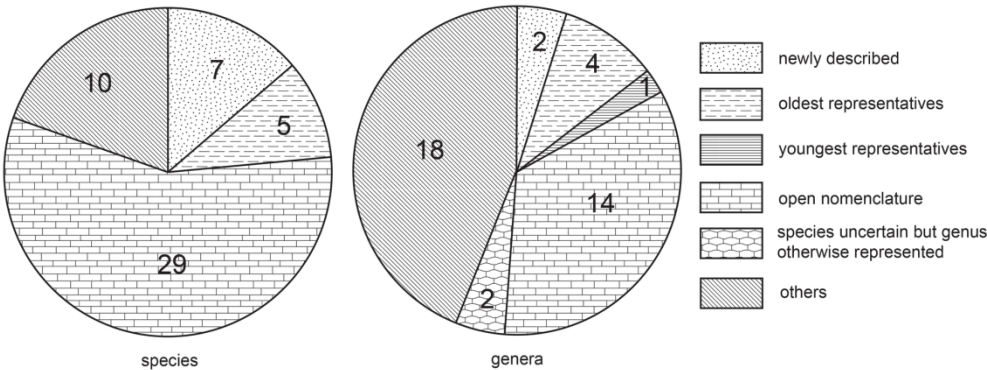 10
7
5
29
species
2
4
1
18
14
2
genera
newly described
oldest representatives
youngest representatives
open nomenclature
species uncertain but genus
otherwise represented
others